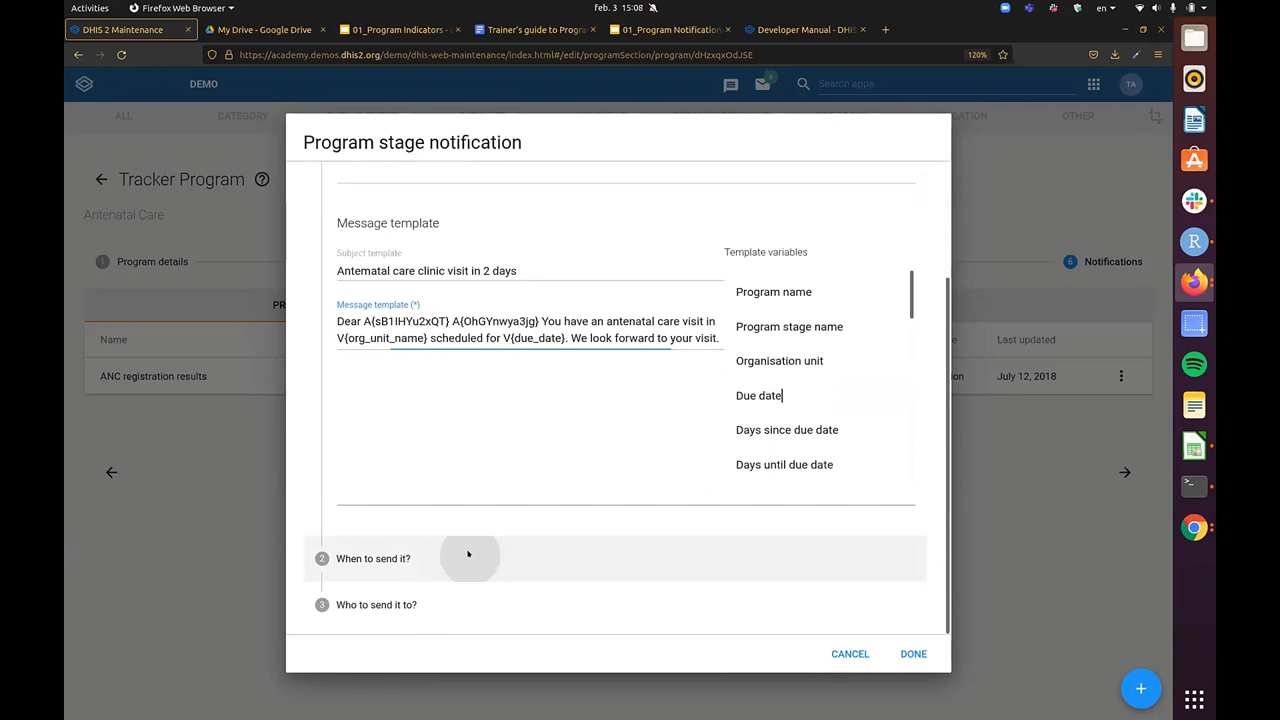 Activities
Firefox Web Browser
feb. 3 15:08
en
DHIS 2 Maintenance
My Drive - Google Drive
01_Program Indicators -
Trainer's guide to Progra
01_Program Notification
Developer Manual - DHIS
https://academy.demos.dhis2.org/demo/dhis-web-maintenance/index.html#/edit/programSection/program/dHzxqxOdJSE
120%
DEMO
Search apps
TA
ALL
CATEGORY
OTHER
Program stage notification
Tracker Program
Antenatal Care
1 Program details
6 Notifications
Message template
Subject template
Antematal care clinic visit in 2 days
Message template (*)
Dear A{sB1IHYu2xQT} A{OhGYnwya3jg} You have an antenatal care visit in
V{org_unit_name} scheduled for V{due_date}. We look forward to your visit.
Template variables
Program name
Program stage name
Organisation unit
Due date
Days since due date
Days until due date
PR
Name
Last updated
ANC registration results
July 12, 2018
2 When to send it?
3 Who to send it to?
CANCEL
DONE